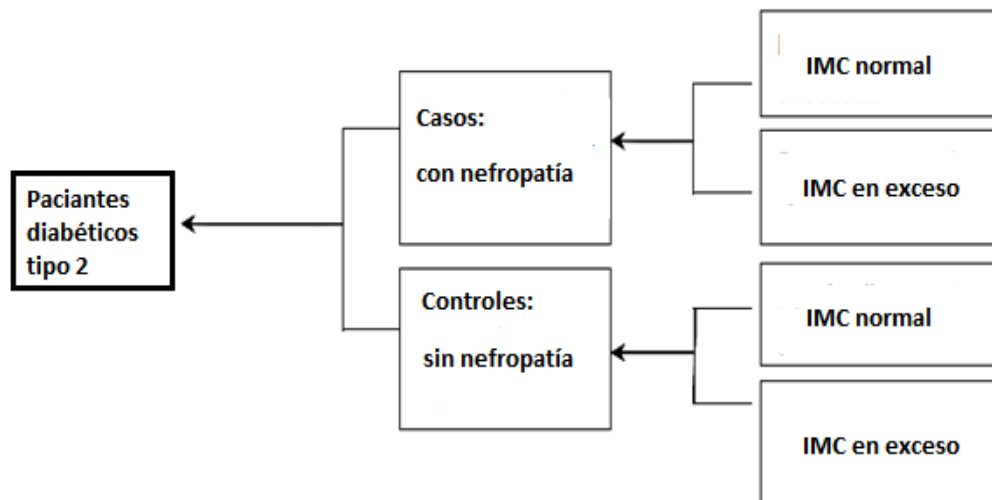 Paciantes
diabéticos
tipo 2
Casos:
con nefropatía
Controles:
sin nefropatía
IMC normal
IMC en exceso
IMC normal
IMC en exceso